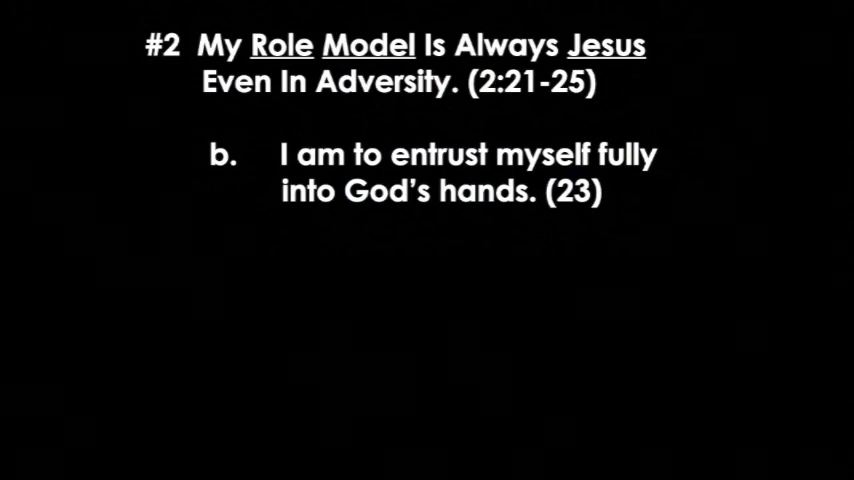 #2 My Role Model Is Always Jesus
Even In Adversity. (2:21-25)
b. I am to entrust myself fully
into God's hands. (23)